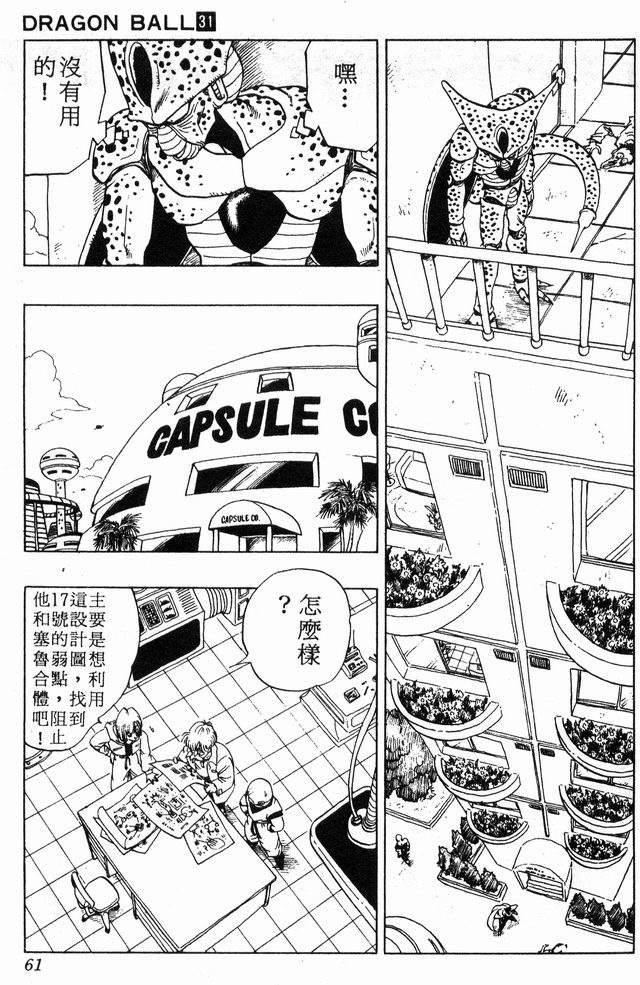 DRAGON BALL 31
嘿…
沒有用
的！
CAPSULE CO
CAPSULE CO.
怎麼樣
？
主要是想利用
這設計圖，找到
17號的弱點，阻止
他和塞魯合體吧！
61